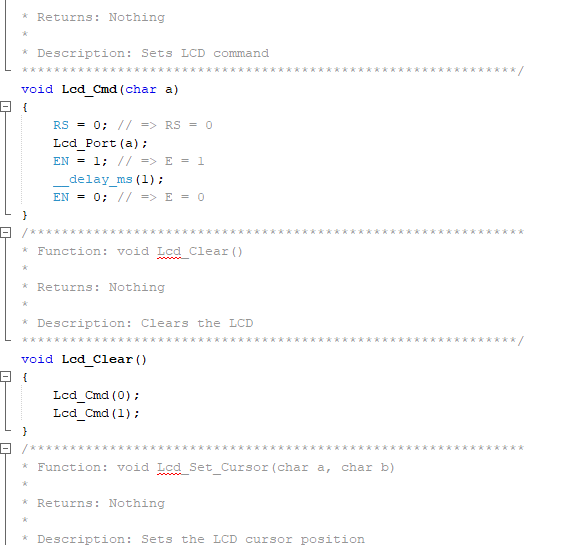 * Returns: Nothing
*
* Description: Sets LCD command
**************************************************************/
void Lcd_Cmd(char a)
{
RS = 0; // => RS = 0
Lcd_Port(a);
EN = 1; // => E = 1
__delay_ms(1);
EN = 0; // => E = 0
}
/**************************************************************
* Function: void Lcd_Clear()
*
* Returns: Nothing
*
* Description: Clears the LCD
**************************************************************/
void Lcd_Clear()
{
Lcd_Cmd(0);
Lcd_Cmd(1);
}
/**************************************************************
* Function: void Lcd_Set_Cursor(char a, char b)
*
* Returns: Nothing
*
* Description: Sets the LCD cursor position